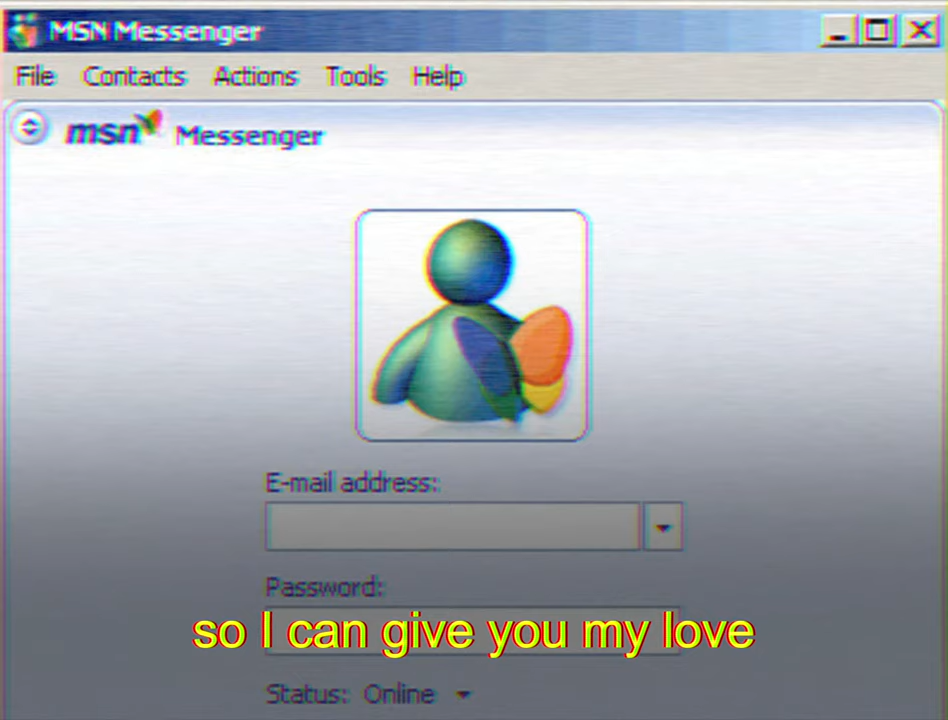 MSN Messenger
File Contacts Actions Tools Help
msn Messenger
E-mail address:
Password:
so I can give you my love
Status: Online